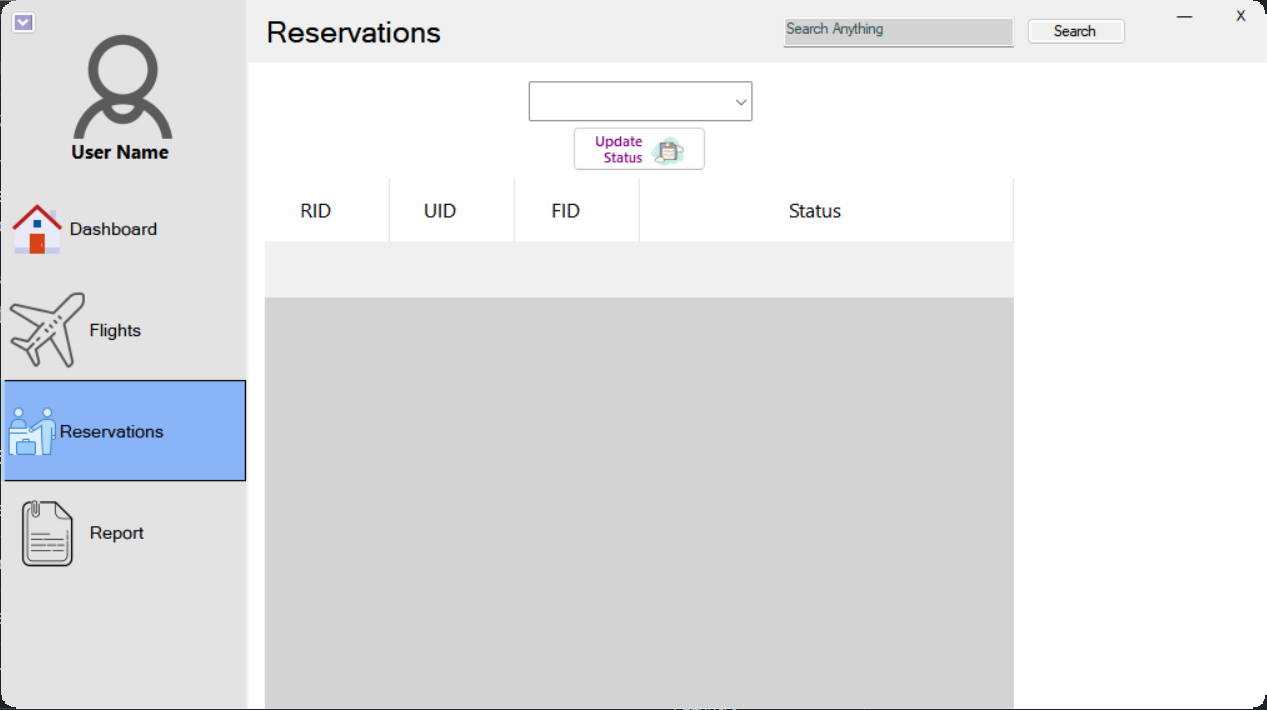 Reservations
Search Anything
Search
X
User Name
Update
Status
RID
UID
FID
Status
Dashboard
Flights
Reservations
Report